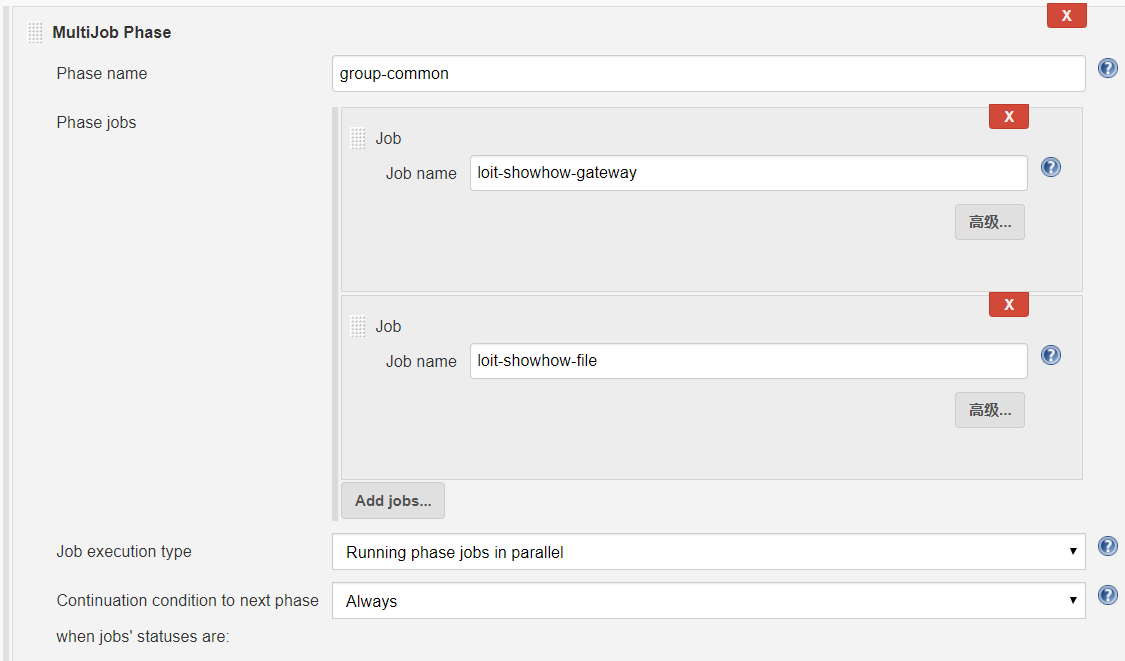 X
MultiJob Phase
Phase name
group-common
?
Phase jobs
X
Job
Job name
loit-showhow-gateway
?
高级...
X
Job
Job name
loit-showhow-file
?
高级...
Add jobs...
Job execution type
Running phase jobs in parallel
?
Continuation condition to next phase
when jobs' statuses are:
Always
?